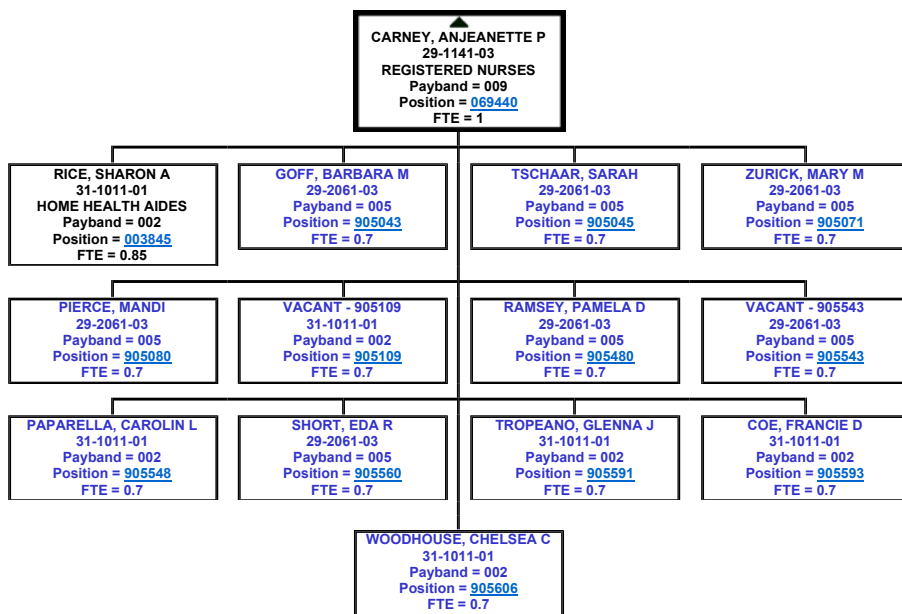 CARNEY, ANJEANETTE P
29-1141-03
REGISTERED NURSES
Payband = 009
Position = 069440
FTE = 1
RICE, SHARON A
31-1011-01
HOME HEALTH AIDES
Payband = 002
Position = 003845
FTE = 0.85
GOFF, BARBARA M
29-2061-03
Payband = 005
Position = 905043
FTE = 0.7
TSCHAAR, SARAH
29-2061-03
Payband = 005
Position = 905045
FTE = 0.7
ZURICK, MARY M
29-2061-03
Payband = 005
Position = 905071
FTE = 0.7
PIERCE, MANDI
29-2061-03
Payband = 005
Position = 905080
FTE = 0.7
VACANT - 905109
31-1011-01
Payband = 002
Position = 905109
FTE = 0.7
RAMSEY, PAMELA D
29-2061-03
Payband = 005
Position = 905480
FTE = 0.7
VACANT - 905543
29-2061-03
Payband = 005
Position = 905543
FTE = 0.7
PAPARELLA, CAROLIN L
31-1011-01
Payband = 002
Position = 905548
FTE = 0.7
SHORT, EDA R
29-2061-03
Payband = 005
Position = 905560
FTE = 0.7
TROPEANO, GLENNA J
31-1011-01
Payband = 002
Position = 905591
FTE = 0.7
COE, FRANCIE D
31-1011-01
Payband = 002
Position = 905593
FTE = 0.7
WOODHOUSE, CHELSEA C
31-1011-01
Payband = 002
Position = 905606
FTE = 0.7